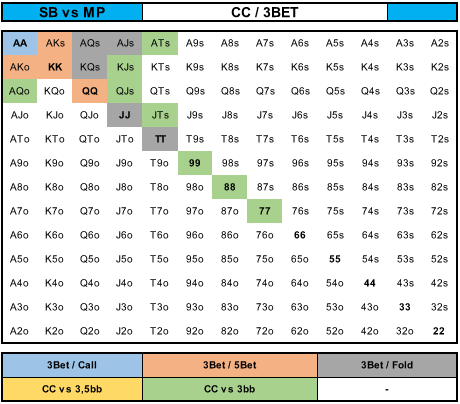 SB vs MP CC / 3BET
AA AKs AQs AJs ATs A9s A8s A7s A6s A5s A4s A3s A2s
AKo KK KQs KJs KTs K9s K8s K7s K6s K5s K4s K3s K2s
AQo KQo QQ QJs QTs Q9s Q8s Q7s Q6s Q5s Q4s Q3s Q2s
AJo KJo QJo JJ JTs J9s J8s J7s J6s J5s J4s J3s J2s
ATo KTo QTo JTo TT T9s T8s T7s T6s T5s T4s T3s T2s
A9o K9o Q9o J9o T9o 99 98s 97s 96s 95s 94s 93s 92s
A8o K8o Q8o J8o T8o 98o 88 87s 86s 85s 84s 83s 82s
A7o K7o Q7o J7o T7o 97o 87o 77 76s 75s 74s 73s 72s
A6o K6o Q6o J6o T6o 96o 86o 76o 66 65s 64s 63s 62s
A5o K5o Q5o J5o T5o 95o 85o 75o 65o 55 54s 53s 52s
A4o K4o Q4o J4o T4o 94o 84o 74o 64o 54o 44 43s 42s
A3o K3o Q3o J3o T3o 93o 83o 73o 63o 53o 43o 33 32s
A2o K2o Q2o J2o T2o 92o 82o 72o 62o 52o 42o 32o 22
3Bet / Call 3Bet / 5Bet 3Bet / Fold
CC vs 3,5bb CC vs 3bb -